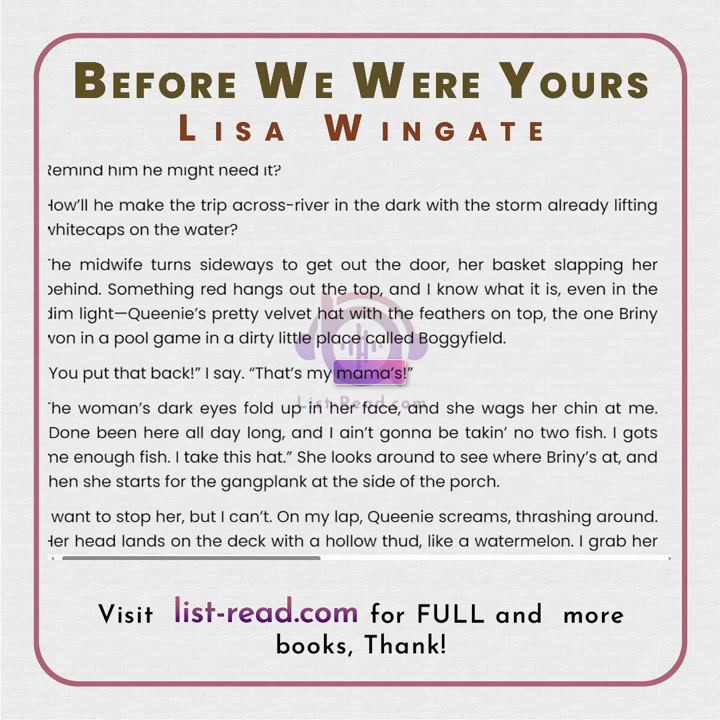 BEFORE WE WERE YOURS
LISA WINGATE
Remind him he might need it?
How'll he make the trip across-river in the dark with the storm already lifting
whitecaps on the water?
The midwife turns sideways to get out the door, her basket slapping her
behind. Something red hangs out the top, and I know what it is, even in the
dim light—Queenie's pretty velvet hat with the feathers on top, the one Briny
won in a pool game in a dirty little place called Boggyfield.
You put that back!" I say. "That's my mama's!"
List-Read.com
The woman's dark eyes fold up in her face, and she wags her chin at me.
Done been here all day long, and I ain't gonna be takin' no two fish. I gots
me enough fish. I take this hat." She looks around to see where Briny's at, and
then she starts for the gangplank at the side of the porch.
want to stop her, but I can't. On my lap, Queenie screams, thrashing around.
Her head lands on the deck with a hollow thud, like a watermelon. I grab her
Visit list-read.com for FULL and more
books, Thank!